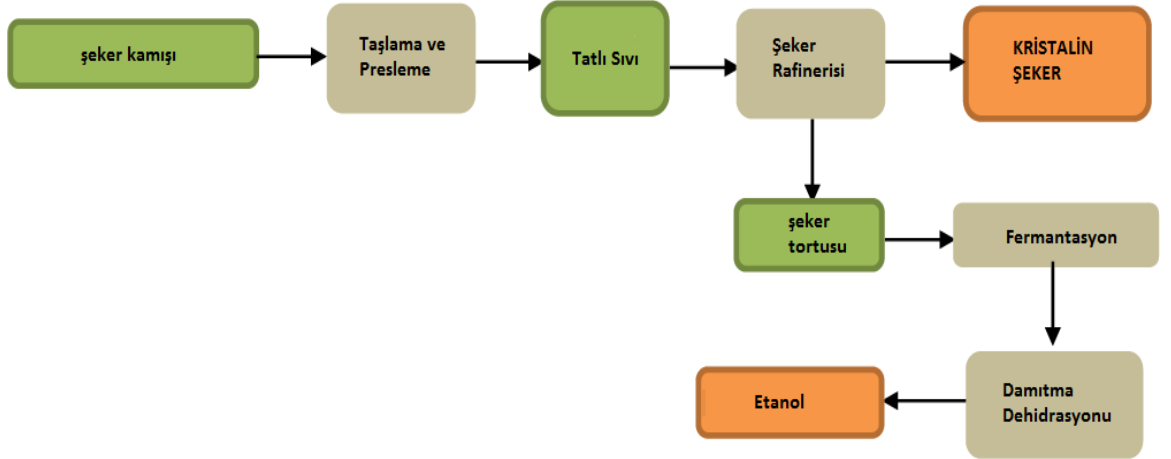 şeker kamışı
Taşlama ve
Presleme
Tatlı Sıvı
Şeker
Rafinerisi
KRİSTALİN
ŞEKER
şeker
tortusu
Fermantasyon
Damıtma
Dehidrasyonu
Etanol